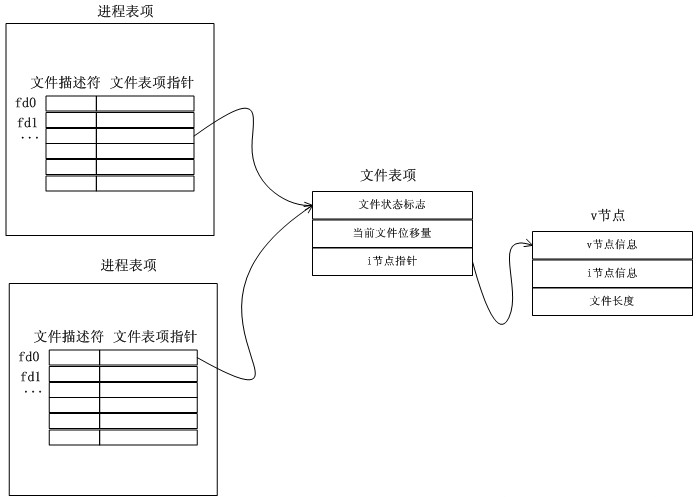 进程表项
文件描述符 文件表项指针
fd0
fd1
...
文件表项
文件状态标志
当前文件位移量
i节点指针
v节点
v节点信息
i节点信息
文件长度
进程表项
文件描述符 文件表项指针
fd0
fd1
...